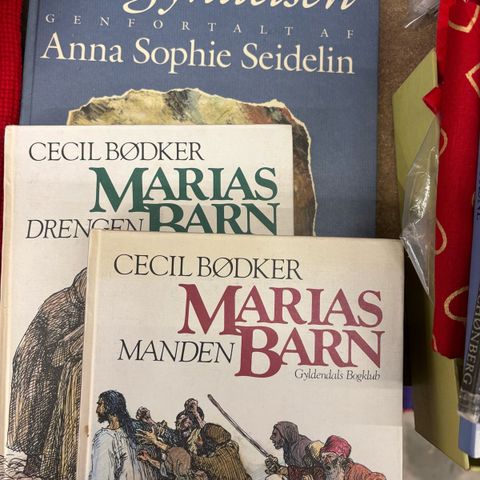 GENFORTALT AF
Anna Sophie Seidelin
CECIL BØDKER
MARIAS
DRENGEN BARN
CECIL BØDKER
MARIAS
MANDEN BARN
Gyldendals Bogklub